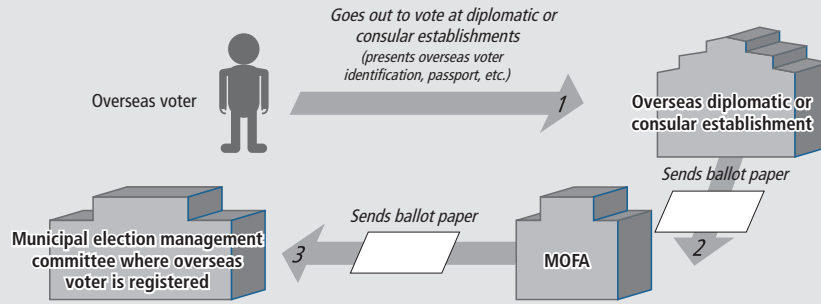 Goes out to vote at diplomatic or
consular establishments
(presents overseas voter
identification, passport, etc.)
Overseas voter
1
Overseas diplomatic or
consular establishment
Sends ballot paper
2
MOFA
Sends ballot paper
3
Municipal election management
committee where overseas
voter is registered